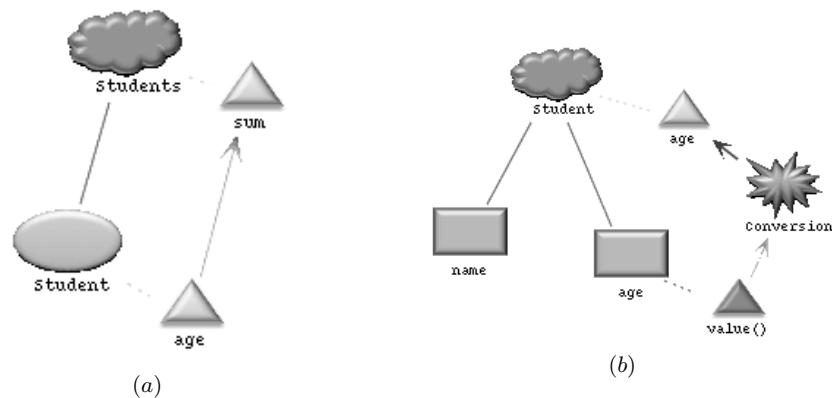 Students
sum
Student
age
(a)
Student
age
Conversion
name
age
value()
(b)